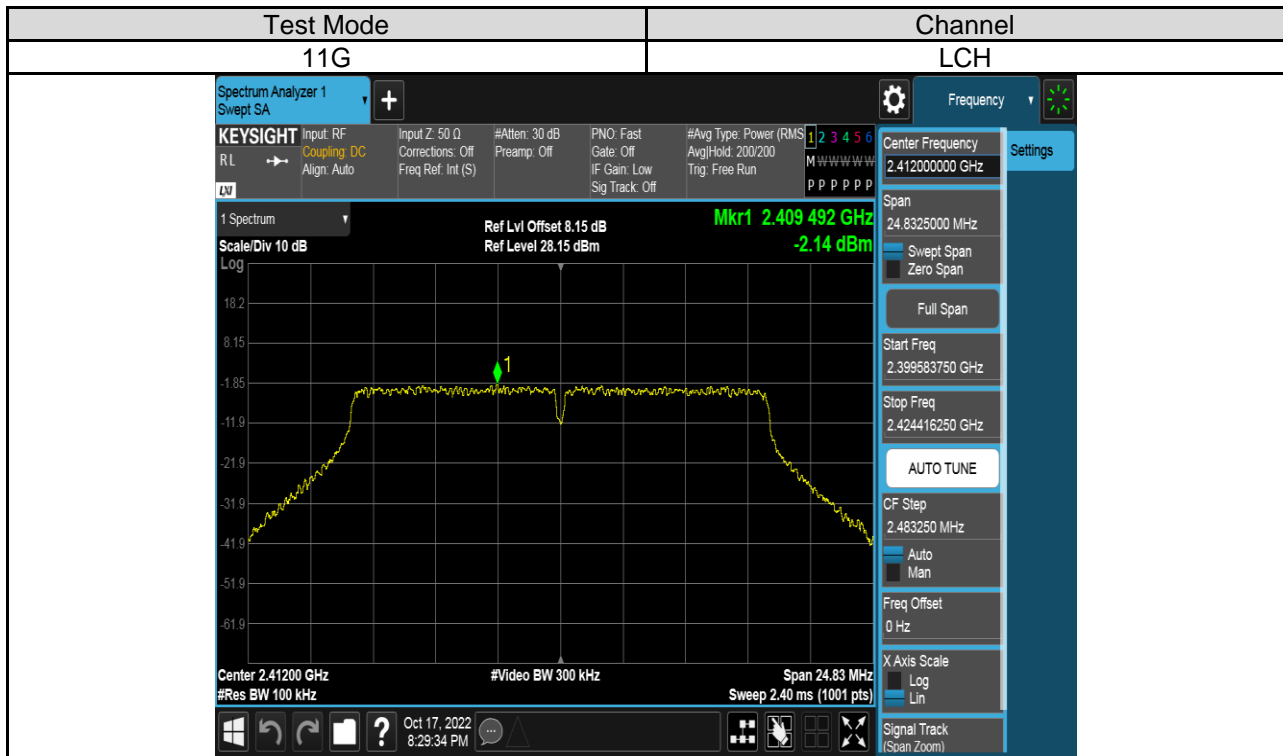 Test Mode Channel
11G LCH
Spectrum Analyzer 1
Swept SA
+
Frequency
KEYSIGHT
RL
LXI
Input: RF
Coupling: DC
Align: Auto
Input Z: 50 Ω
Corrections: Off
Freq Ref: Int (S)
#Atten: 30 dB
Preamp: Off
PNO: Fast
Gate: Off
IF Gain: Low
Sig Track: Off
#Avg Type: Power (RMS
Avg|Hold: 200/200
Trig: Free Run
1 2 3 4 5 6
M W W W W W
P P P P P P
1 Spectrum
Scale/Div 10 dB
Log
Ref Lvl Offset 8.15 dB
Ref Level 28.15 dBm
Mkr1 2.409 492 GHz
-2.14 dBm
18.2
8.15
-1.85
-11.9
-21.9
-31.9
-41.9
-51.9
-61.9
1
Center 2.41200 GHz
#Res BW 100 kHz
#Video BW 300 kHz
Span 24.83 MHz
Sweep 2.40 ms (1001 pts)
Center Frequency
2.412000000 GHz
Settings
Span
24.8325000 MHz
Swept Span
Zero Span
Full Span
Start Freq
2.399583750 GHz
Stop Freq
2.424416250 GHz
AUTO TUNE
CF Step
2.483250 MHz
Auto
Man
Freq Offset
0 Hz
X Axis Scale
Log
Lin
Signal Track
(Span Zoom)
?
Oct 17, 2022
8:29:34 PM